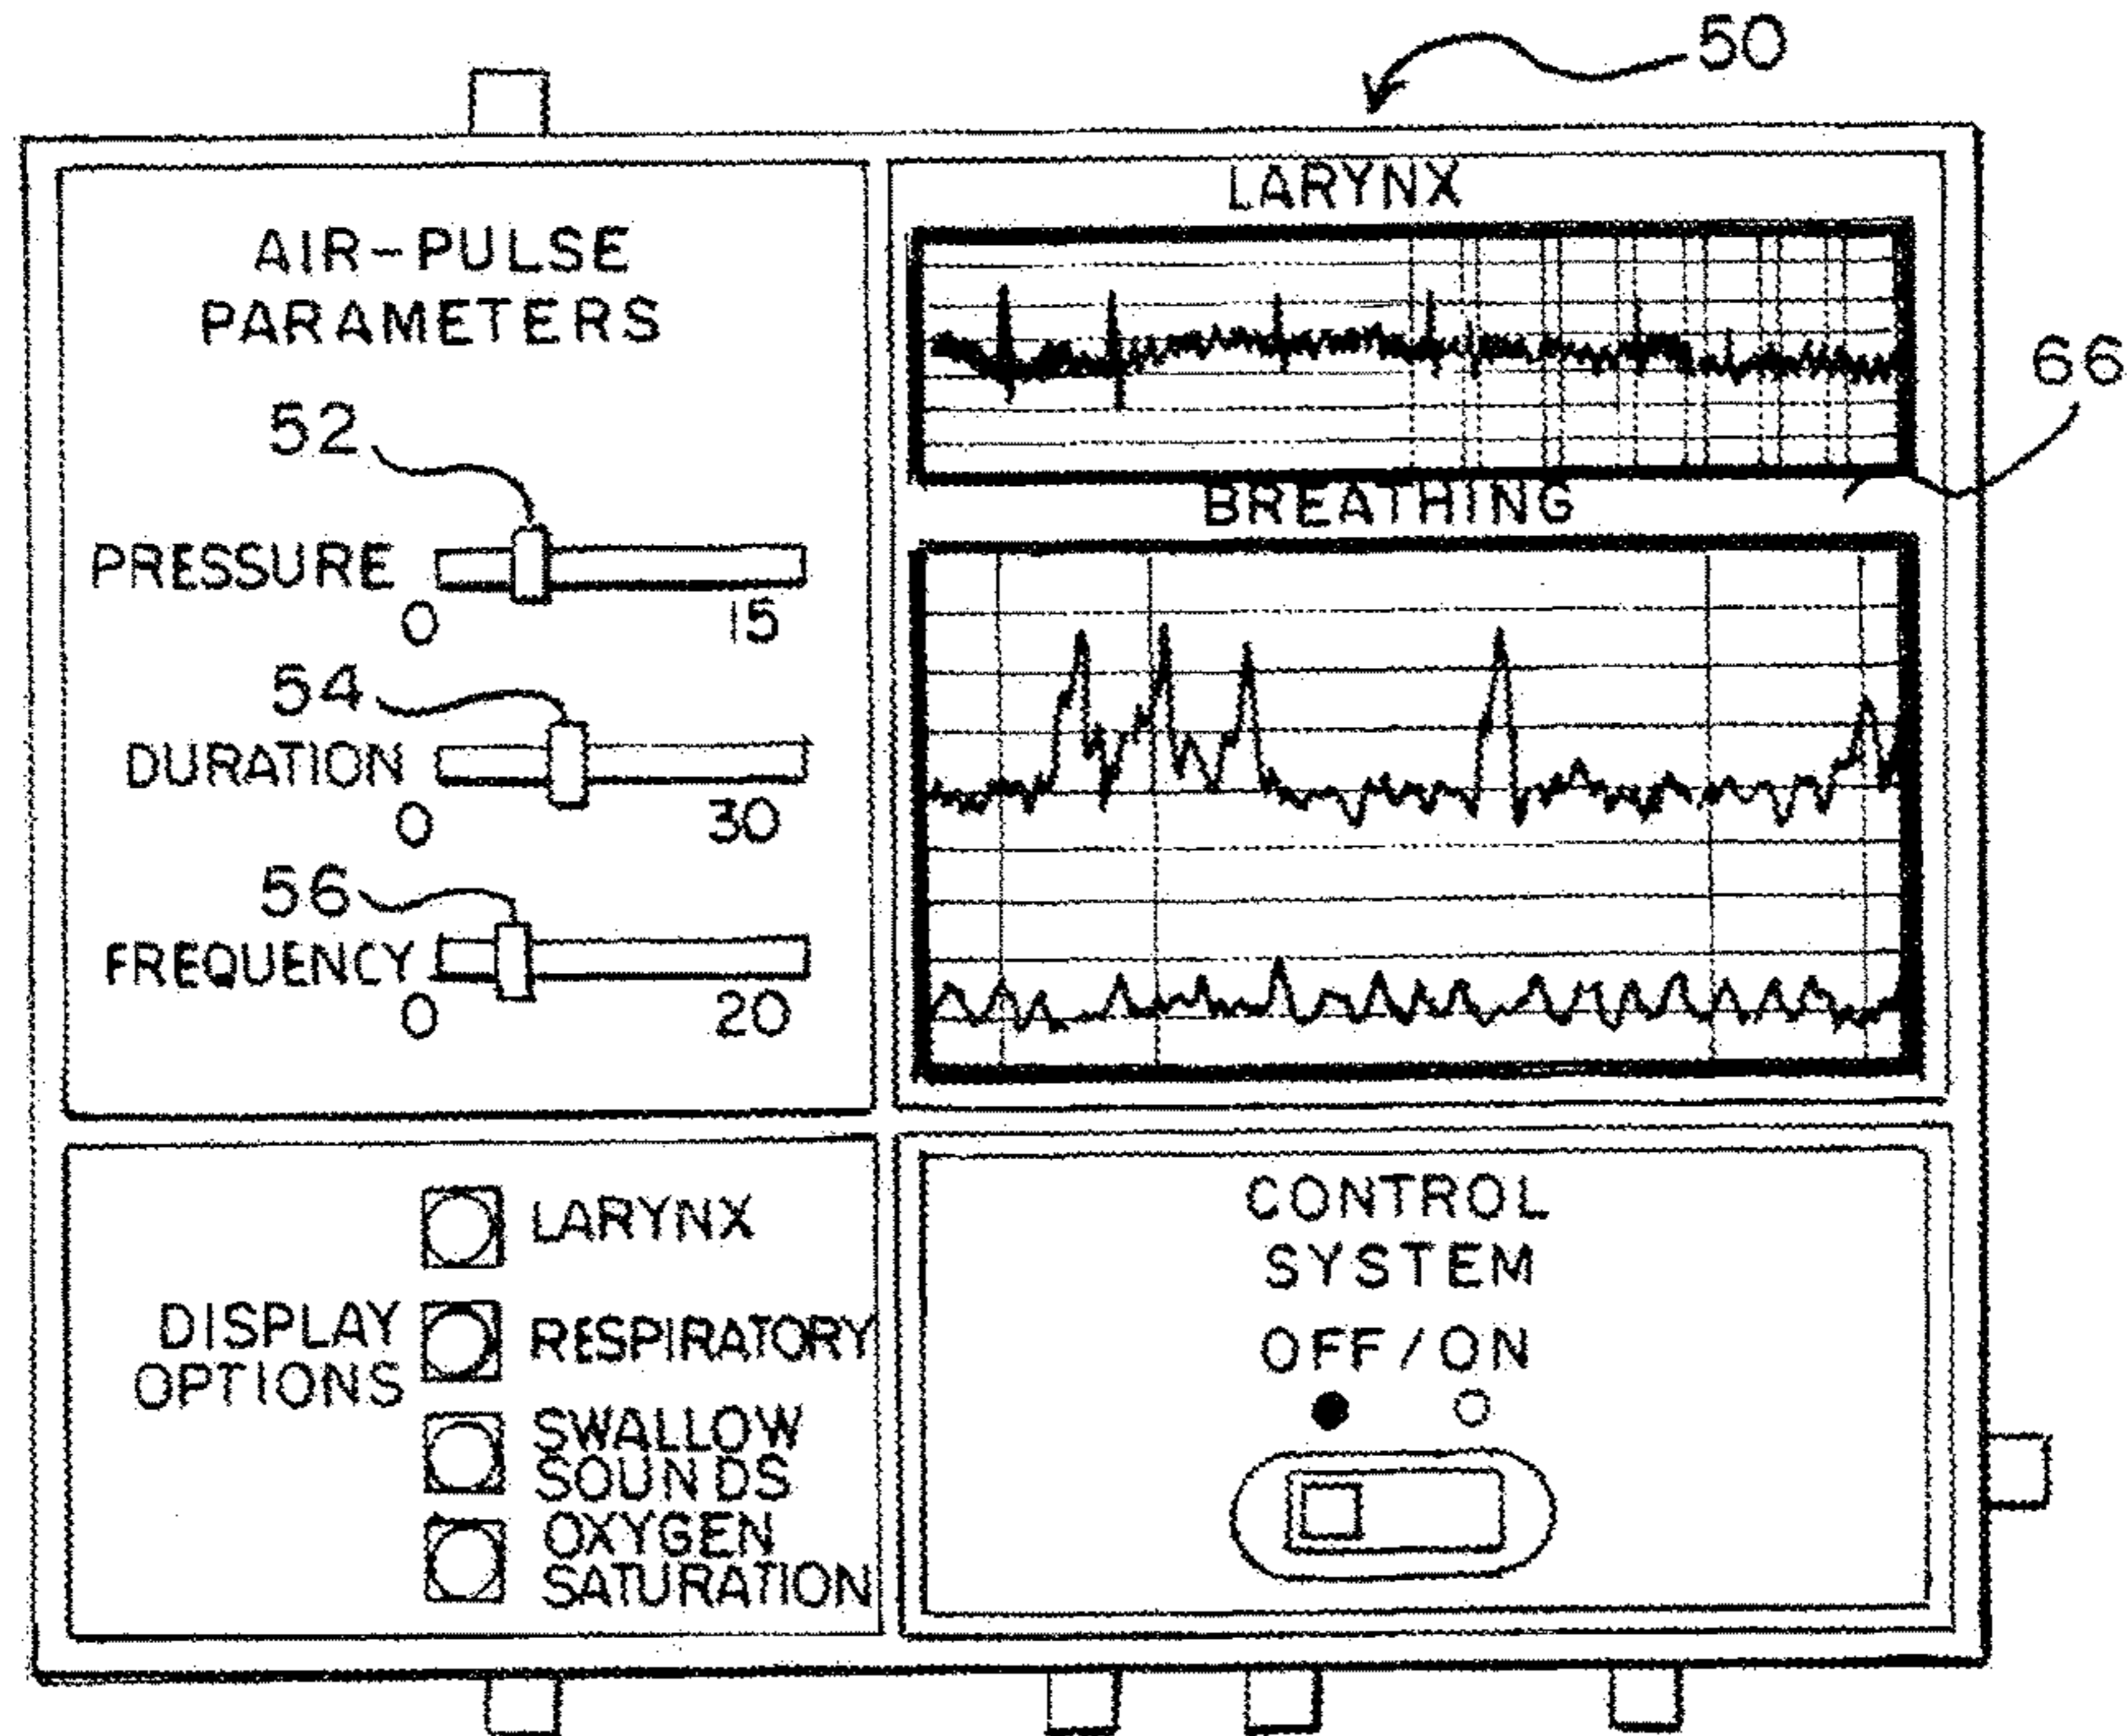 50
AIR-PULSE
PARAMETERS
52
PRESSURE
0 15
54
DURATION
0 30
56
FREQUENCY
0 20
LARYNX
66
BREATHING
DISPLAY
OPTIONS
LARYNX
RESPIRATORY
SWALLOW
SOUNDS
OXYGEN
SATURATION
CONTROL
SYSTEM
OFF/ON